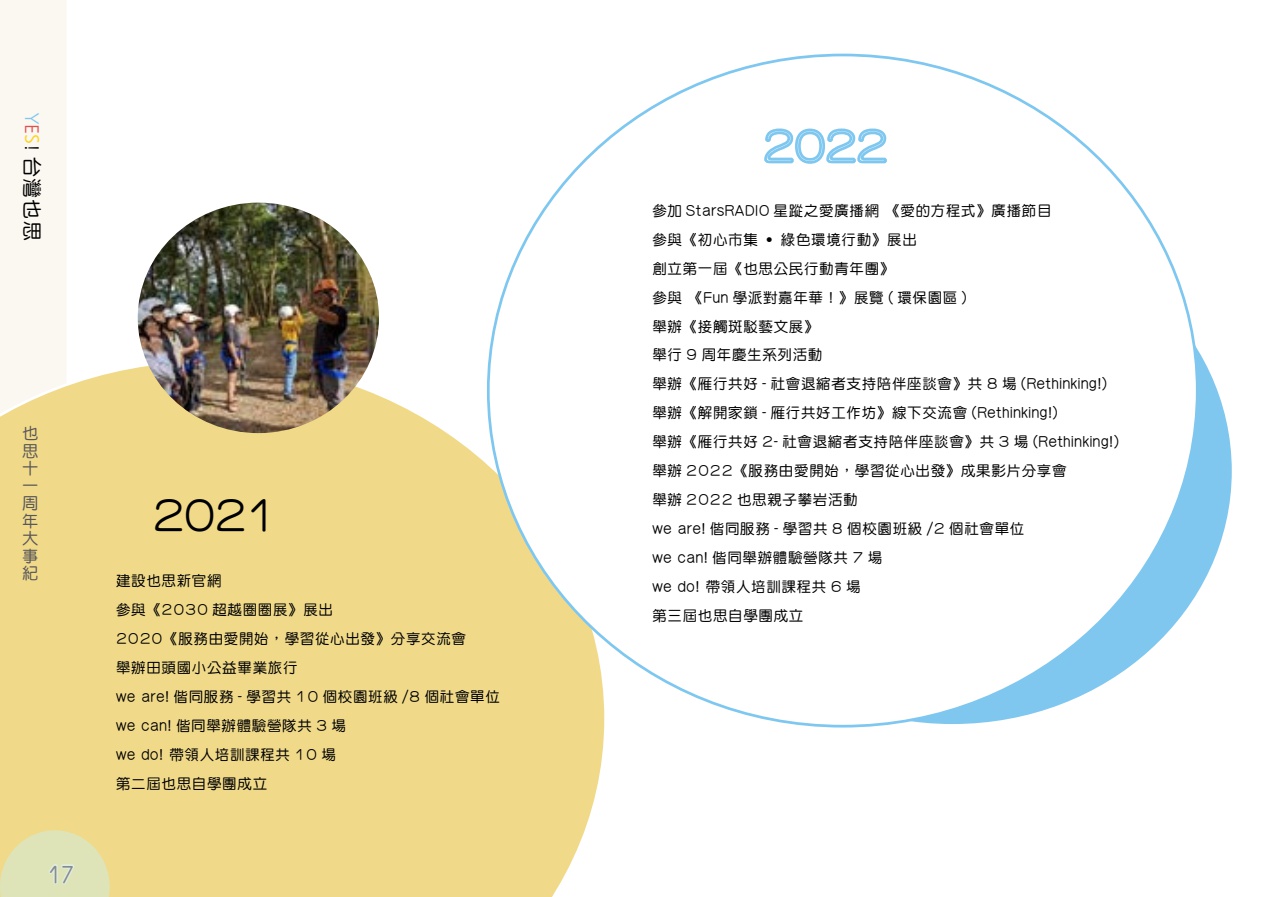 YES! 台灣也思
也思十一周年大事紀
2021
建設也思新官網
參與《2030 超越圈圈展》展出
2020《服務由愛開始，學習從心出發》分享交流會
舉辦田頭國小公益畢業旅行
we are! 偕同服務 - 學習共 10 個校園班級 /8 個社會單位
we can! 偕同舉辦體驗營隊共 3 場
we do! 帶領人培訓課程共 10 場
第二屆也思自學團成立
2022
參加 StarsRADIO 星蹤之愛廣播網 《愛的方程式》廣播節目
參與《初心市集 • 綠色環境行動》展出
創立第一屆《也思公民行動青年團》
參與 《Fun 學派對嘉年華！》展覽 ( 環保園區 )
舉辦《接觸斑駁藝文展》
舉行 9 周年慶生系列活動
舉辦《雁行共好 - 社會退縮者支持陪伴座談會》共 8 場 (Rethinking!)
舉辦《解開家鎖 - 雁行共好工作坊》線下交流會 (Rethinking!)
舉辦《雁行共好 2- 社會退縮者支持陪伴座談會》共 3 場 (Rethinking!)
舉辦 2022《服務由愛開始，學習從心出發》成果影片分享會
舉辦 2022 也思親子攀岩活動
we are! 偕同服務 - 學習共 8 個校園班級 /2 個社會單位
we can! 偕同舉辦體驗營隊共 7 場
we do! 帶領人培訓課程共 6 場
第三屆也思自學團成立
17